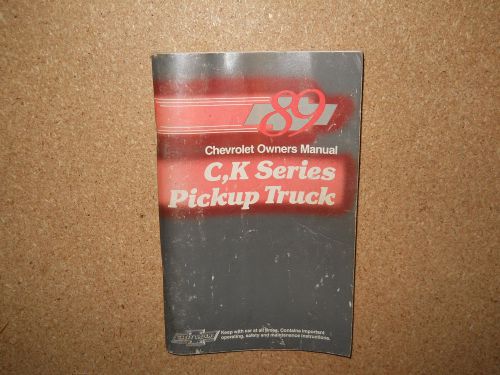 89
Chevrolet Owners Manual
C,K Series
Pickup Truck
CHEVROLET
Keep with car at all times. Contains important
operating, safety and maintenance instructions.